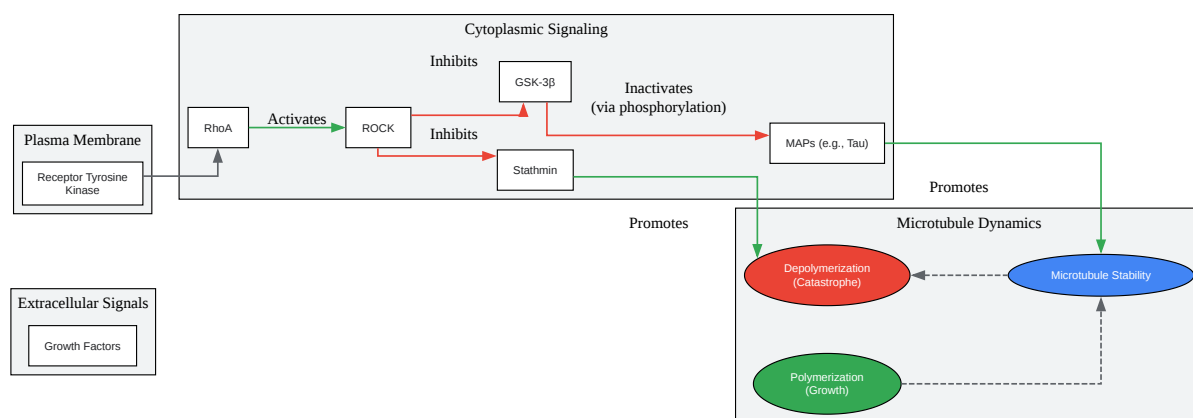 Cytoplasmic Signaling
Inhibits
GSK-3β
Inactivates
(via phosphorylation)
RhoA
Activates
ROCK
Inhibits
MAPs (e.g., Tau)
Stathmin
Plasma Membrane
Receptor Tyrosine
Kinase
Promotes
Promotes
Microtubule Dynamics
Depolymerization
(Catastrophe)
Microtubule Stability
Polymerization
(Growth)
Extracellular Signals
Growth Factors